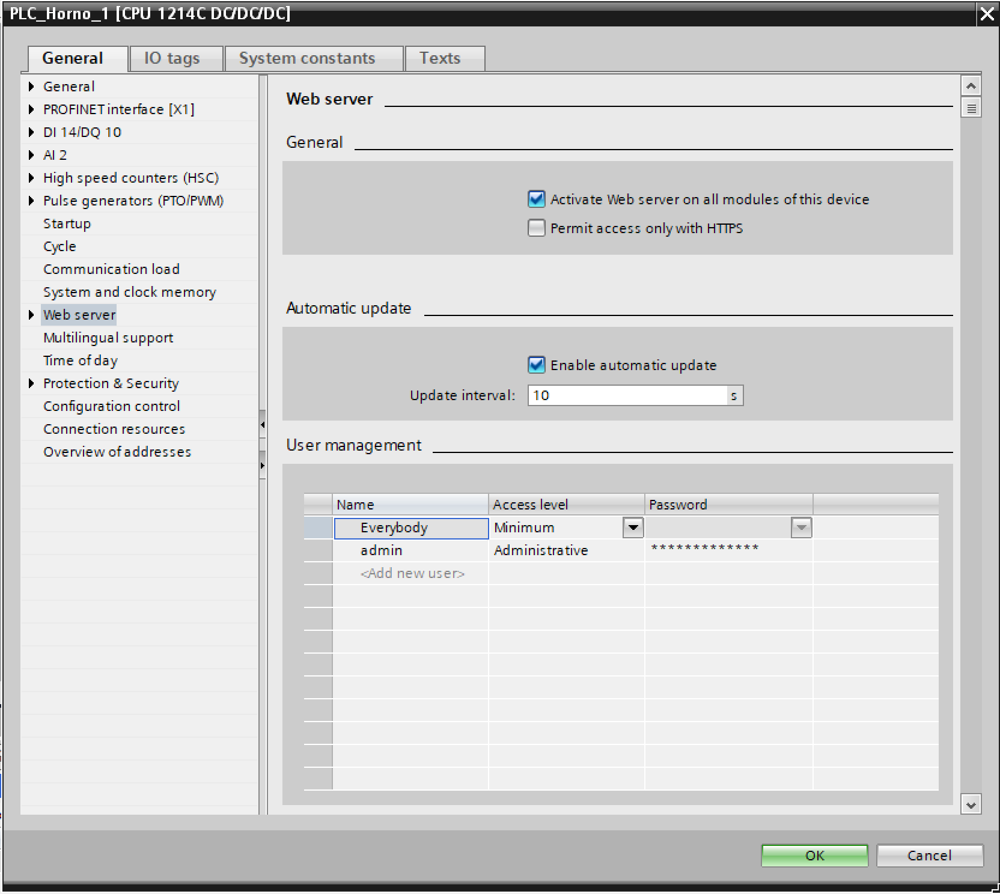 PLC_Horno_1 [CPU 1214C DC/DC/DC]
General
IO tags
System constants
Texts
General
PROFINET interface [X1]
DI 14/DQ 10
AI 2
High speed counters (HSC)
Pulse generators (PTO/PWM)
Startup
Cycle
Communication load
System and clock memory
Web server
Multilingual support
Time of day
Protection & Security
Configuration control
Connection resources
Overview of addresses
Web server
General
Activate Web server on all modules of this device
Permit access only with HTTPS
Automatic update
Enable automatic update
Update interval: 10 s
User management
Name Access level Password
Everybody Minimum
admin Administrative *************
<Add new user>
OK Cancel